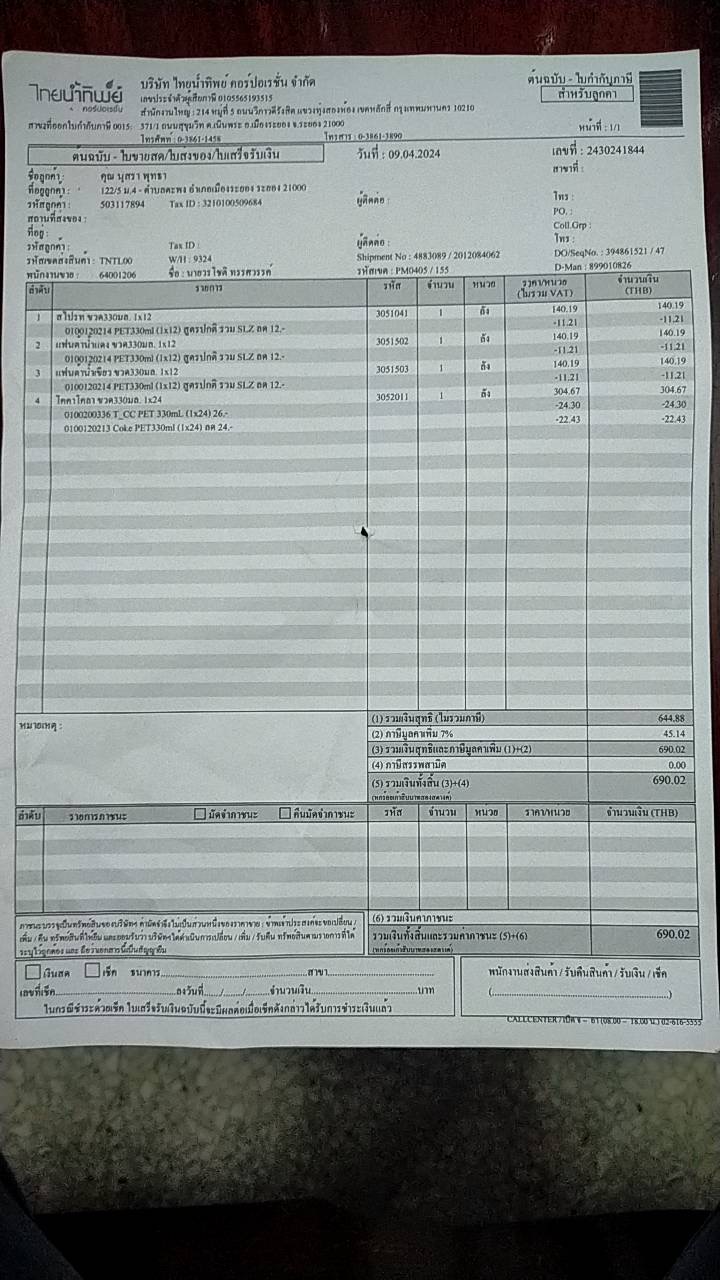 ไทยน้ำทิพย์
คอร์ปอเรชั่น
บริษัท ไทยน้ำทิพย์ คอร์ปอเรชั่น จำกัด
เลขประจำตัวผู้เสียภาษี 0105565193515
สำนักงานใหญ่ : 214 หมู่ที่ 5 ถนนวิภาวดีรังสิต แขวงทุ่งสองห้อง เขตหลักสี่ กรุงเทพมหานคร 10210
สาขาที่ออกใบกำกับภาษี 0015: 371/1 ถนนสุขุมวิท ต.เนินพระ อ.เมืองระยอง จ.ระยอง 21000
โทรศัพท์ : 0-3861-1458 โทรสาร : 0-3861-3890
ต้นฉบับ - ใบกำกับภาษี
สำหรับลูกค้า
หน้าที่ : 1/1
ต้นฉบับ - ใบขายสด/ใบส่งของ/ใบเสร็จรับเงิน วันที่ : 09.04.2024 เลขที่ : 2430241844
สาขาที่ :
ชื่อลูกค้า : คุณ นุสรา พุทธา
ที่อยู่ลูกค้า : 122/5 ม.4 - ตำบลตะพง อำเภอเมืองระยอง ระยอง 21000
รหัสลูกค้า : 503117894 Tax ID : 3210100509684 ผู้ติดต่อ : โทร :
สถานที่ส่งของ : PO. :
ที่อยู่ : Coll.Grp :
รหัสลูกค้า : Tax ID : ผู้ติดต่อ : โทร :
รหัสเขตส่งสินค้า : TNTL00 W/H : 9324 Shipment No : 4883089 / 2012084062 DO/SeqNo. : 394861521 / 47
พนักงานขาย : 64001206 ชื่อ : นายวรโชติ ทรรศวรรค์ รหัสเขต : PM0405 / 155 D-Man : 899010826
ลำดับ รายการ รหัส จำนวน หน่วย ราคา/หน่วย (ไม่รวม VAT) จำนวนเงิน (THB)
1 สไปรท์ ขวด330มล. 1x12 3051041 1 ลัง 140.19 140.19
0100120214 PET330ml (1x12) สูตรปกติ รวม SLZ ลด 12.- -11.21 -11.21
2 แฟนต้าน้ำแดง ขวด330มล. 1x12 3051502 1 ลัง 140.19 140.19
0100120214 PET330ml (1x12) สูตรปกติ รวม SLZ ลด 12.- -11.21 -11.21
3 แฟนต้าน้ำเขียว ขวด330มล. 1x12 3051503 1 ลัง 140.19 140.19
0100120214 PET330ml (1x12) สูตรปกติ รวม SLZ ลด 12.- -11.21 -11.21
4 โคคาโคลา ขวด330มล. 1x24 3052011 1 ลัง 304.67 304.67
0100200336 T_CC PET 330mL (1x24) 26.- -24.30 -24.30
0100120213 Coke PET330ml (1x24) ลด 24.- -22.43 -22.43
หมายเหตุ :
(1) รวมเงินสุทธิ (ไม่รวมภาษี) 644.88
(2) ภาษีมูลค่าเพิ่ม 7% 45.14
(3) รวมเงินสุทธิและภาษีมูลค่าเพิ่ม (1)+(2) 690.02
(4) ภาษีสรรพสามิต 0.00
(5) รวมเงินทั้งสิ้น (3)+(4) 690.02
(หกร้อยเก้าสิบบาทสองสตางค์)
ลำดับ รายการภาชนะ มัดจำภาชนะ คืนมัดจำภาชนะ รหัส จำนวน หน่วย ราคา/หน่วย จำนวนเงิน (THB)
(6) รวมเงินค่าภาชนะ
รวมเงินทั้งสิ้นและรวมค่าภาชนะ (5)+(6) 690.02
(หกร้อยเก้าสิบบาทสองสตางค์)
ภาชนะบรรจุเป็นทรัพย์สินของบริษัทฯ ค่ามัดจำถือไม่เป็นส่วนหนึ่งของราคาขาย : ข้าพเจ้าประสงค์จะขอเปลี่ยน /
เพิ่ม / คืน ทรัพย์สินที่ให้ยืม และยอมรับว่า บริษัทฯได้ดำเนินการเปลี่ยน / เพิ่ม / รับคืน ทรัพย์สินตามรายการที่ได้
ระบุไว้ถูกต้อง และ ถือว่าเอกสารนี้เป็นสัญญายืม
เงินสด เช็ค ธนาคาร สาขา
เลขที่เช็ค ลงวันที่ / / จำนวนเงิน บาท
ในกรณีชำระด้วยเช็ค ใบเสร็จรับเงินฉบับนี้จะมีผลต่อเมื่อเช็คดังกล่าวได้รับการชำระเงินแล้ว
พนักงานส่งสินค้า / รับคืนสินค้า / รับเงิน / เช็ค
( )
CALLCENTER / เปิด จ – ส (08.00 – 18.00 น.) 02-616-5555